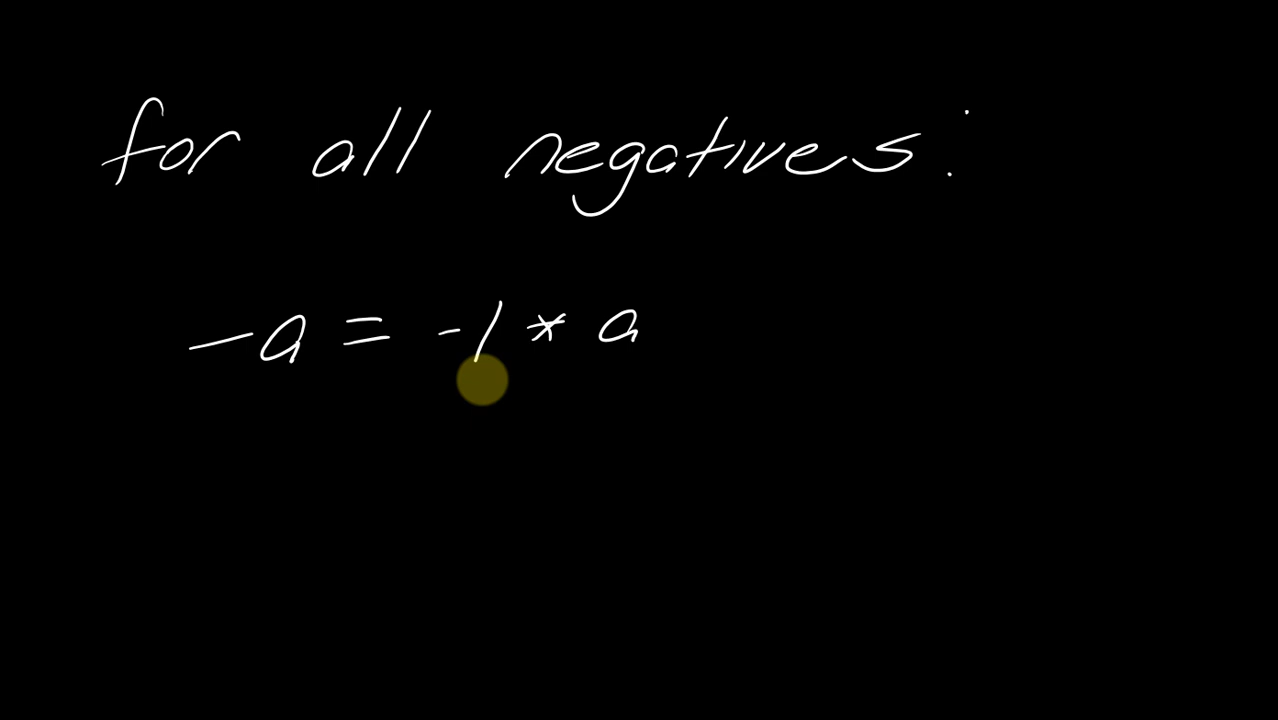 for all negatives:
-a = -1 * a